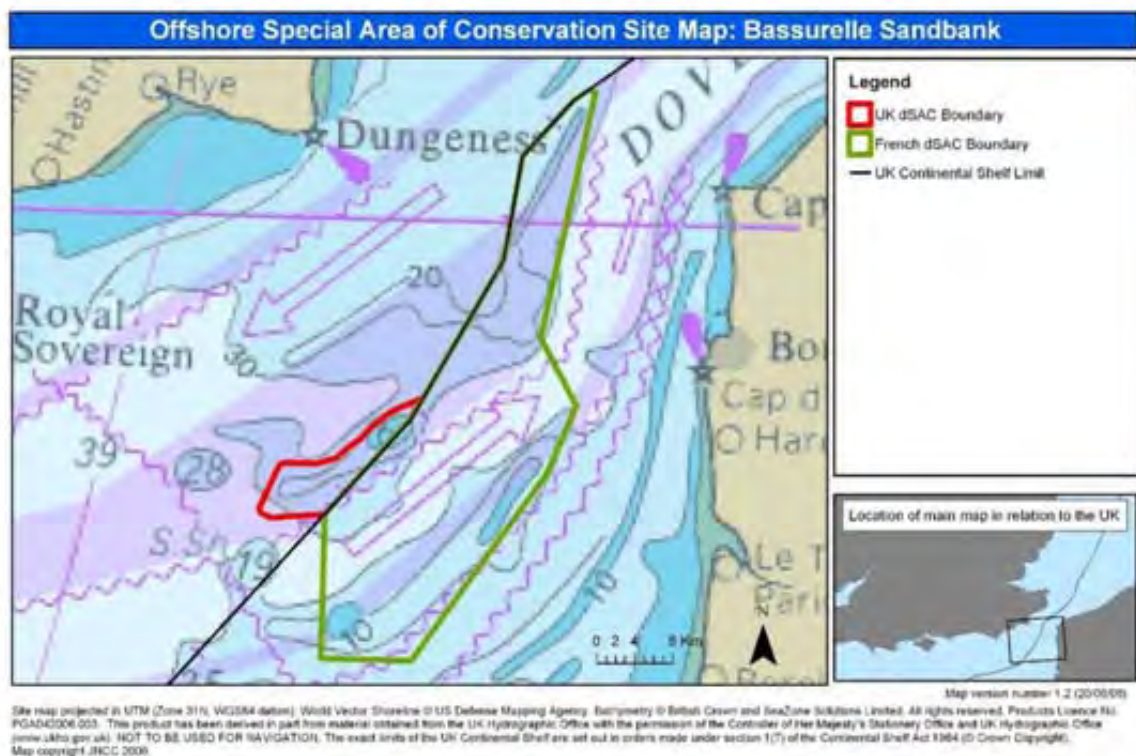 Offshore Special Area of Conservation Site Map: Bassurelle Sandbank
Rye
Hastin
Dungeness
DOV
Cap
20
Royal
Sovereign
30
39
28
S.Sh
19
10
Bo
Cap d
Har
Le T
10
0 2 4 8 Km
N
Legend
UK dSAC Boundary
French dSAC Boundary
UK Continental Shelf Limit
Location of main map in relation to the UK
Map version number 1.2 (20/06/08)
Site map projected in UTM (Zone 31N, WGS84 datum). World Vector Shoreline © US Defense Mapping Agency. Bathymetry © British Crown and SeaZone Solutions Limited. All rights reserved. Products Licence No.
PGA042006.003. This product has been derived in part from material obtained from the UK Hydrographic Office with the permission of the Controller of Her Majesty's Stationery Office and UK Hydrographic Office
(www.ukho.gov.uk). NOT TO BE USED FOR NAVIGATION. The exact limits of the UK Continental Shelf are set out in orders made under section 1(7) of the Continental Shelf Act 1964 (© Crown Copyright).
Map copyright JNCC 2008